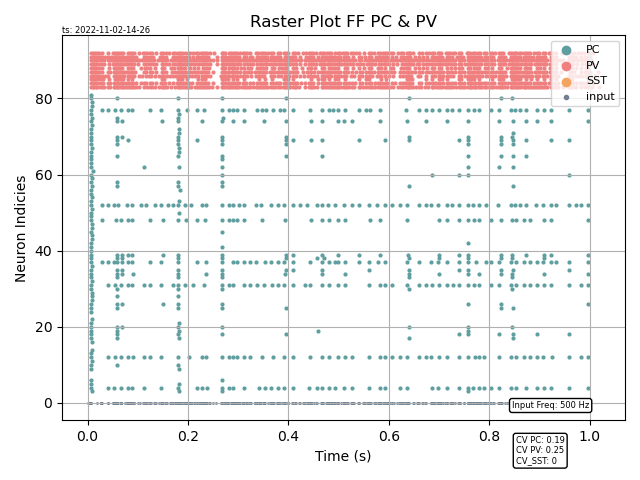 Raster Plot FF PC & PV
ts: 2022-11-02-14-26
PC
PV
SST
input
80
60
40
20
0
Neuron Indicies
0.0 0.2 0.4 0.6 0.8 1.0
Time (s)
Input Freq: 500 Hz
CV PC: 0.19
CV PV: 0.25
CV_SST: 0